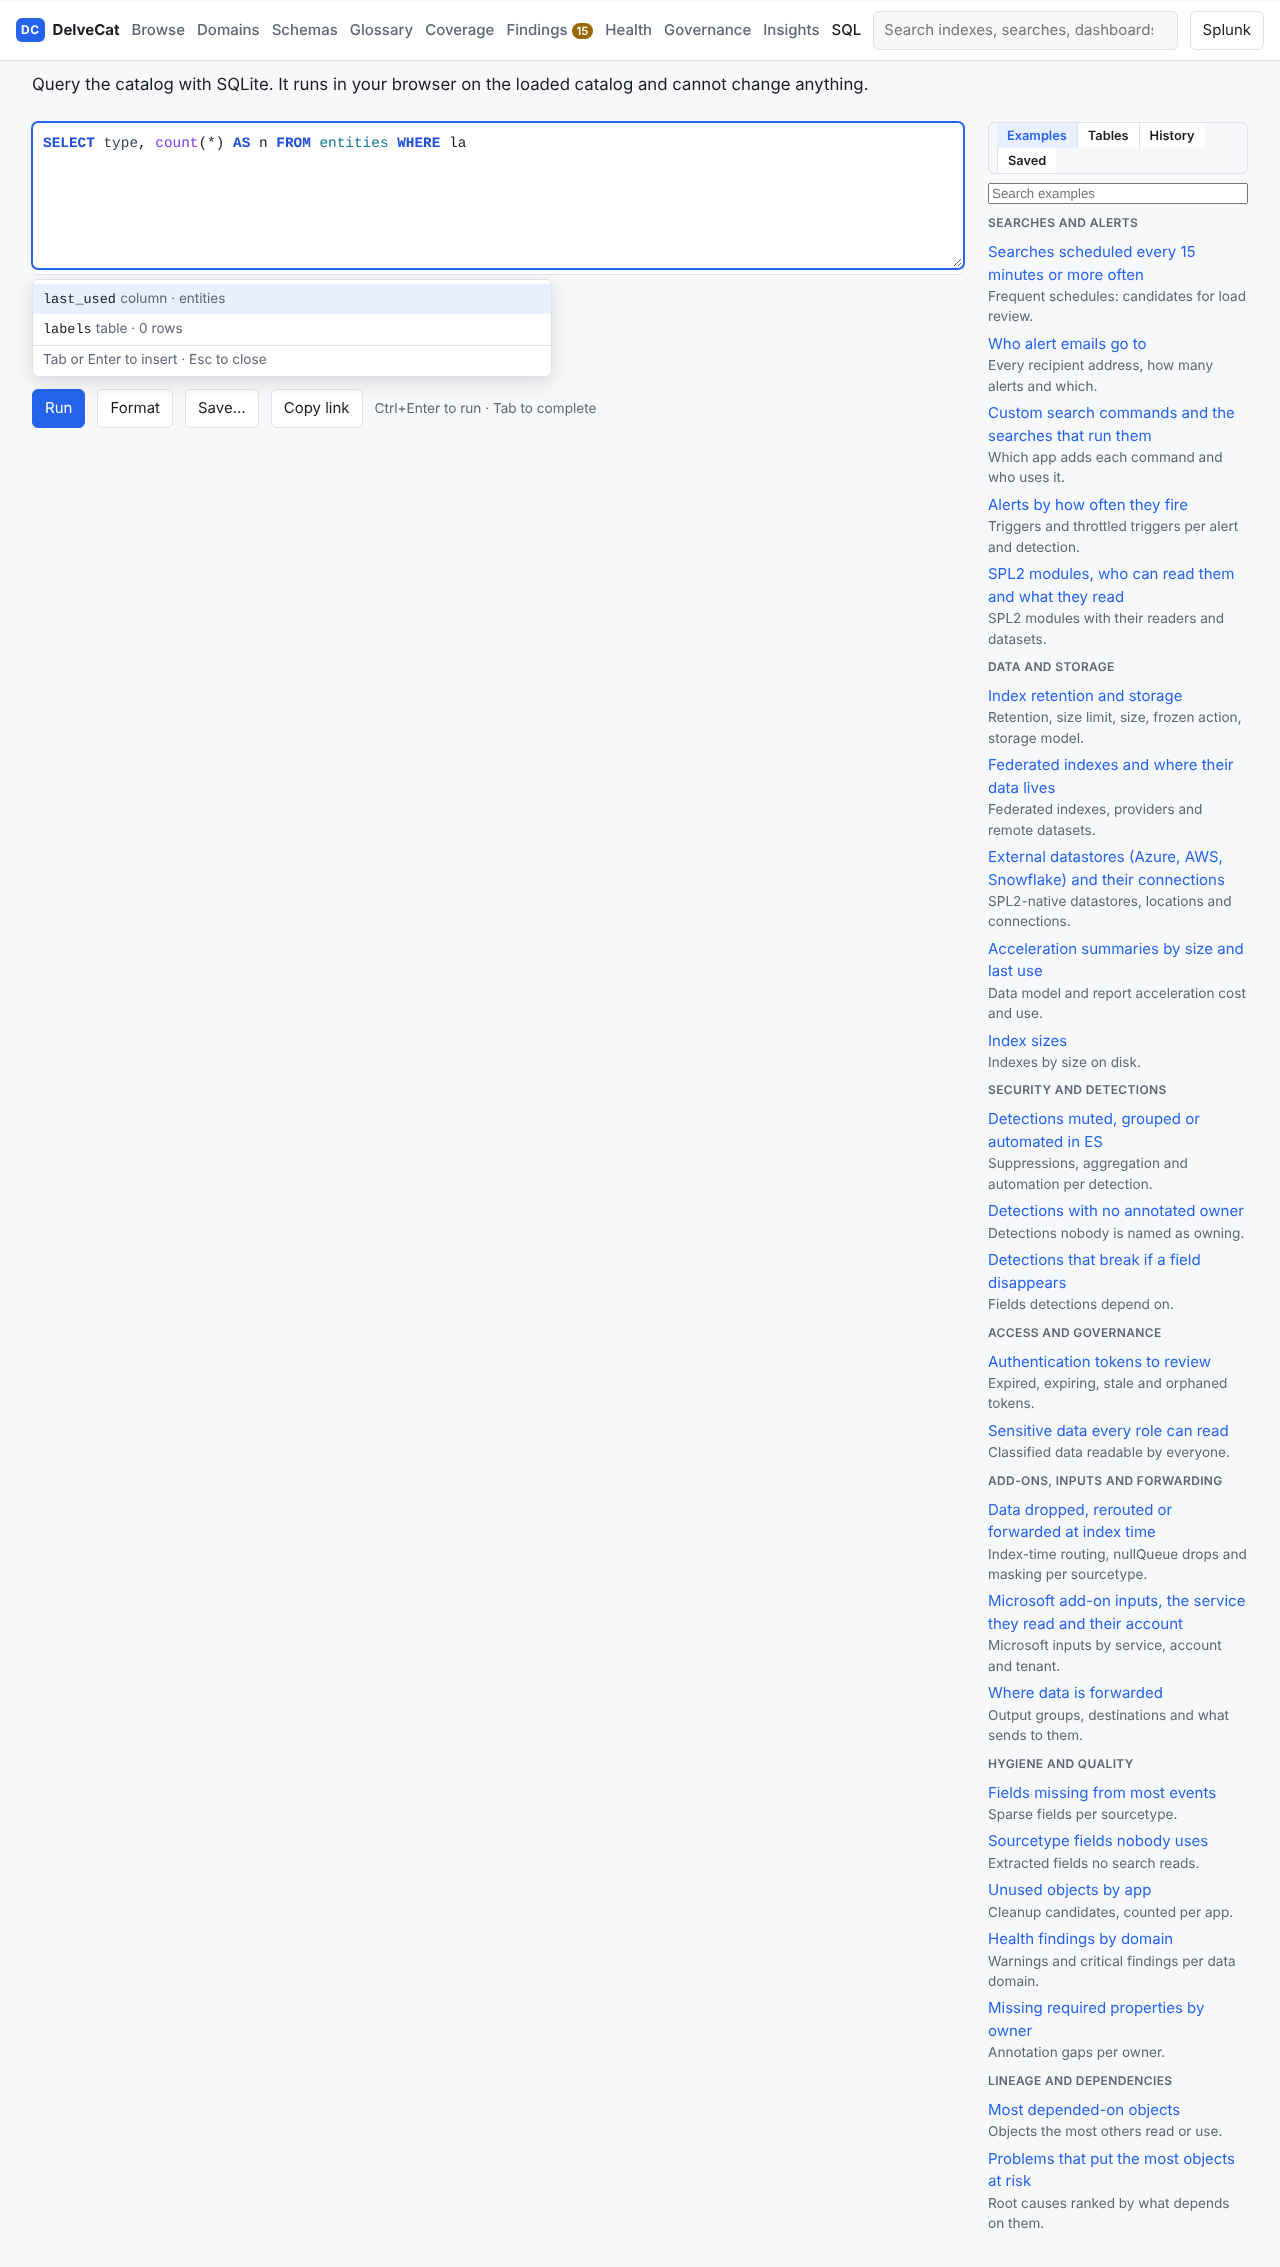 DC DelveCat Browse Domains Schemas Glossary Coverage Findings 15 Health Governance Insights SQL Search indexes, searches, dashboards Splunk
Query the catalog with SQLite. It runs in your browser on the loaded catalog and cannot change anything.
SELECT type, count(*) AS n FROM entities WHERE la
last_used column · entities
labels table · 0 rows
Tab or Enter to insert · Esc to close
Run Format Save... Copy link Ctrl+Enter to run · Tab to complete
Examples Tables History
Saved
Search examples
SEARCHES AND ALERTS
Searches scheduled every 15
minutes or more often
Frequent schedules: candidates for load
review.
Who alert emails go to
Every recipient address, how many
alerts and which.
Custom search commands and the
searches that run them
Which app adds each command and
who uses it.
Alerts by how often they fire
Triggers and throttled triggers per alert
and detection.
SPL2 modules, who can read them
and what they read
SPL2 modules with their readers and
datasets.
DATA AND STORAGE
Index retention and storage
Retention, size limit, size, frozen action,
storage model.
Federated indexes and where their
data lives
Federated indexes, providers and
remote datasets.
External datastores (Azure, AWS,
Snowflake) and their connections
SPL2-native datastores, locations and
connections.
Acceleration summaries by size and
last use
Data model and report acceleration cost
and use.
Index sizes
Indexes by size on disk.
SECURITY AND DETECTIONS
Detections muted, grouped or
automated in ES
Suppressions, aggregation and
automation per detection.
Detections with no annotated owner
Detections nobody is named as owning.
Detections that break if a field
disappears
Fields detections depend on.
ACCESS AND GOVERNANCE
Authentication tokens to review
Expired, expiring, stale and orphaned
tokens.
Sensitive data every role can read
Classified data readable by everyone.
ADD-ONS, INPUTS AND FORWARDING
Data dropped, rerouted or
forwarded at index time
Index-time routing, nullQueue drops and
masking per sourcetype.
Microsoft add-on inputs, the service
they read and their account
Microsoft inputs by service, account
and tenant.
Where data is forwarded
Output groups, destinations and what
sends to them.
HYGIENE AND QUALITY
Fields missing from most events
Sparse fields per sourcetype.
Sourcetype fields nobody uses
Extracted fields no search reads.
Unused objects by app
Cleanup candidates, counted per app.
Health findings by domain
Warnings and critical findings per data
domain.
Missing required properties by
owner
Annotation gaps per owner.
LINEAGE AND DEPENDENCIES
Most depended-on objects
Objects the most others read or use.
Problems that put the most objects
at risk
Root causes ranked by what depends
on them.